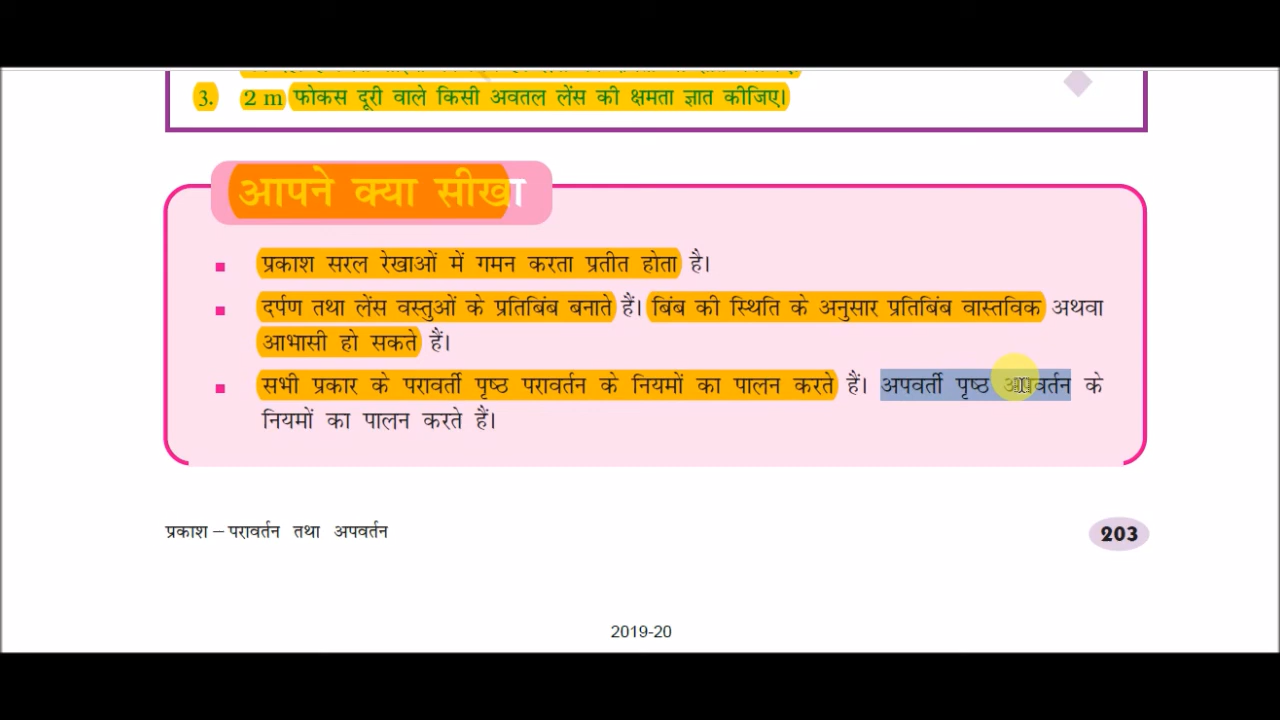 3. 2 m फोकस दूरी वाले किसी अवतल लेंस की क्षमता ज्ञात कीजिए।
आपने क्या सीखा
▪ प्रकाश सरल रेखाओं में गमन करता प्रतीत होता है।
▪ दर्पण तथा लेंस वस्तुओं के प्रतिबिंब बनाते हैं। बिंब की स्थिति के अनुसार प्रतिबिंब वास्तविक अथवा
आभासी हो सकते हैं।
▪ सभी प्रकार के परावर्ती पृष्ठ परावर्तन के नियमों का पालन करते हैं। अपवर्ती पृष्ठ अपवर्तन के
नियमों का पालन करते हैं।
प्रकाश – परावर्तन तथा अपवर्तन
203
2019-20